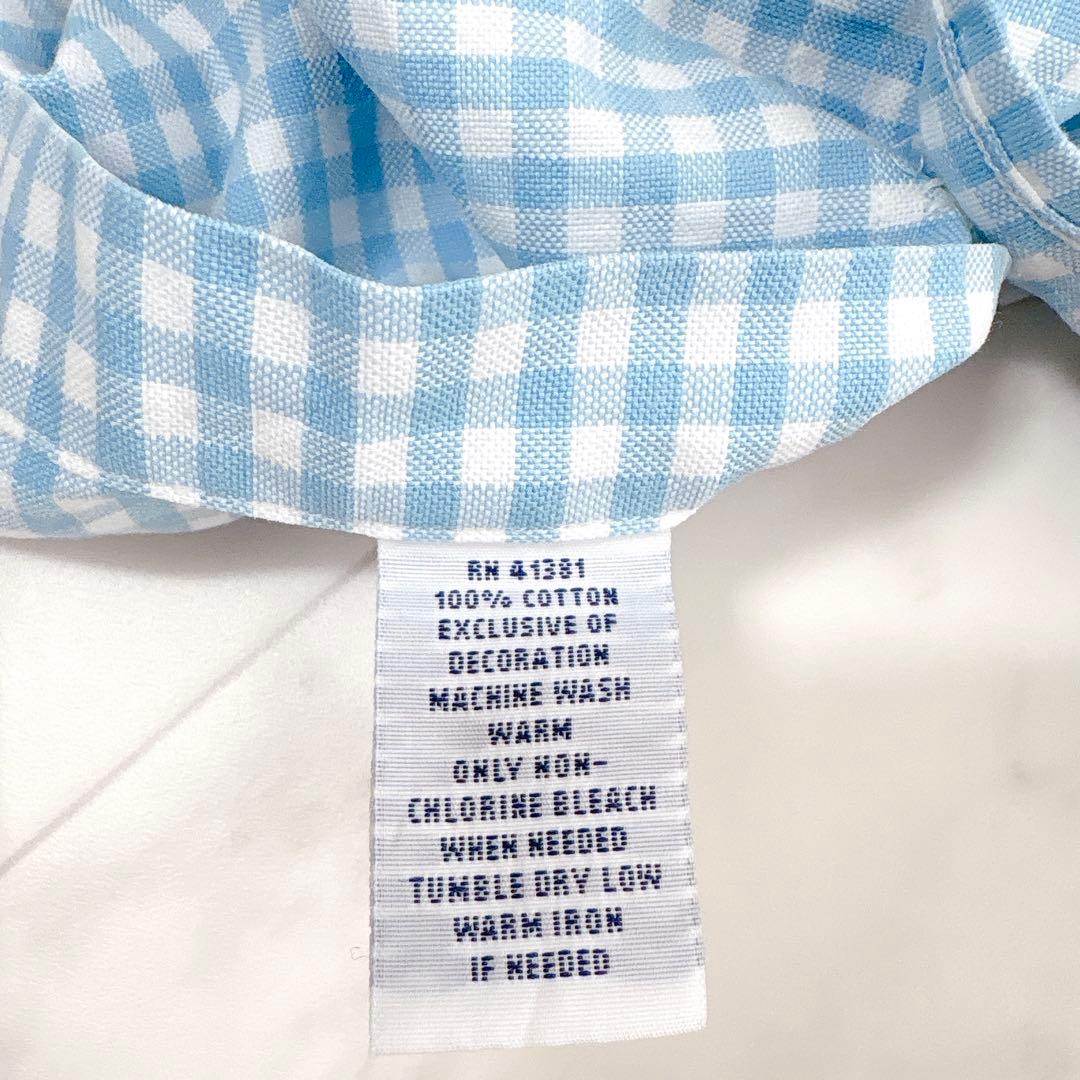 RN 41381
100% COTTON
EXCLUSIVE OF
DECORATION
MACHINE WASH
WARM
ONLY NON-
CHLORINE BLEACH
WHEN NEEDED
TUMBLE DRY LOW
WARM IRON
IF NEEDED